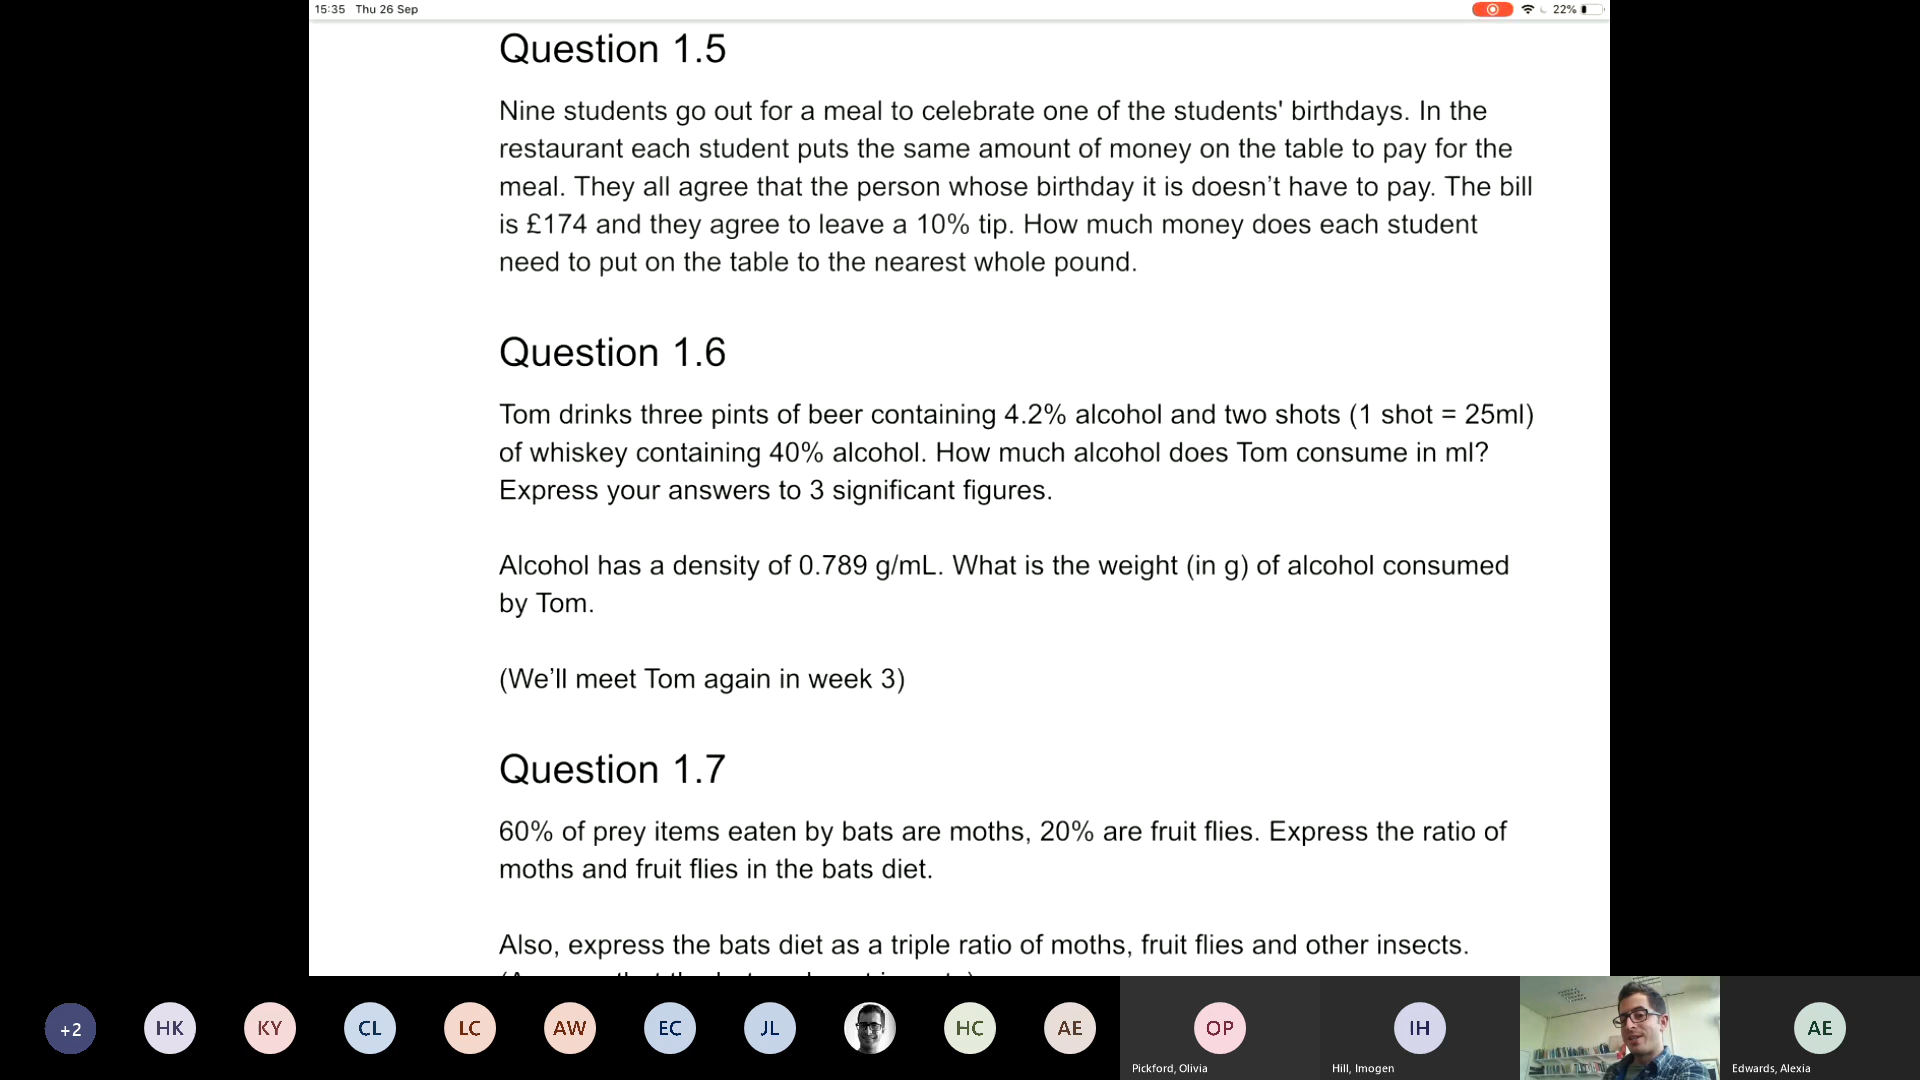 15:35 Thu 26 Sep
22%
Question 1.5
Nine students go out for a meal to celebrate one of the students' birthdays. In the
restaurant each student puts the same amount of money on the table to pay for the
meal. They all agree that the person whose birthday it is doesn’t have to pay. The bill
is £174 and they agree to leave a 10% tip. How much money does each student
need to put on the table to the nearest whole pound.
Question 1.6
Tom drinks three pints of beer containing 4.2% alcohol and two shots (1 shot = 25ml)
of whiskey containing 40% alcohol. How much alcohol does Tom consume in ml?
Express your answers to 3 significant figures.
Alcohol has a density of 0.789 g/mL. What is the weight (in g) of alcohol consumed
by Tom.
(We’ll meet Tom again in week 3)
Question 1.7
60% of prey items eaten by bats are moths, 20% are fruit flies. Express the ratio of
moths and fruit flies in the bats diet.
Also, express the bats diet as a triple ratio of moths, fruit flies and other insects.
+2 HK KY CL LC AW EC JL HC AE OP IH AE
Pickford, Olivia Hill, Imogen Edwards, Alexia